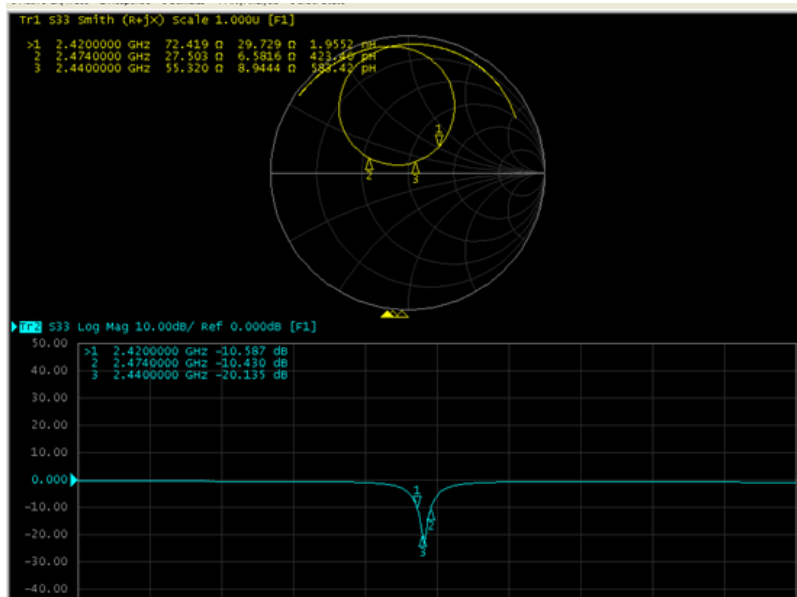 Tr1 S33 Smith (R+jX) Scale 1.000U [F1]
>1 2.4200000 GHz 72.419 Ω 29.729 Ω 1.9552 pH
2 2.4740000 GHz 27.503 Ω 6.5816 Ω 423.40 pH
3 2.4400000 GHz 55.320 Ω 8.9444 Ω 583.42 pH
1
2
3
Tr2 S33 Log Mag 10.00dB/ Ref 0.000dB [F1]
50.00
>1 2.4200000 GHz -10.587 dB
40.00
2 2.4740000 GHz -10.430 dB
3 2.4400000 GHz -20.135 dB
30.00
20.00
10.00
0.000
1
-10.00
2
-20.00
3
-30.00
-40.00